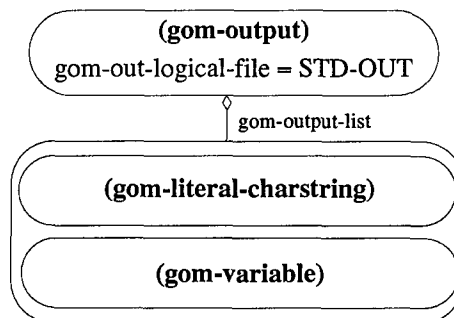 (gom-output)
gom-out-logical-file = STD-OUT
gom-output-list
(gom-literal-charstring)
(gom-variable)